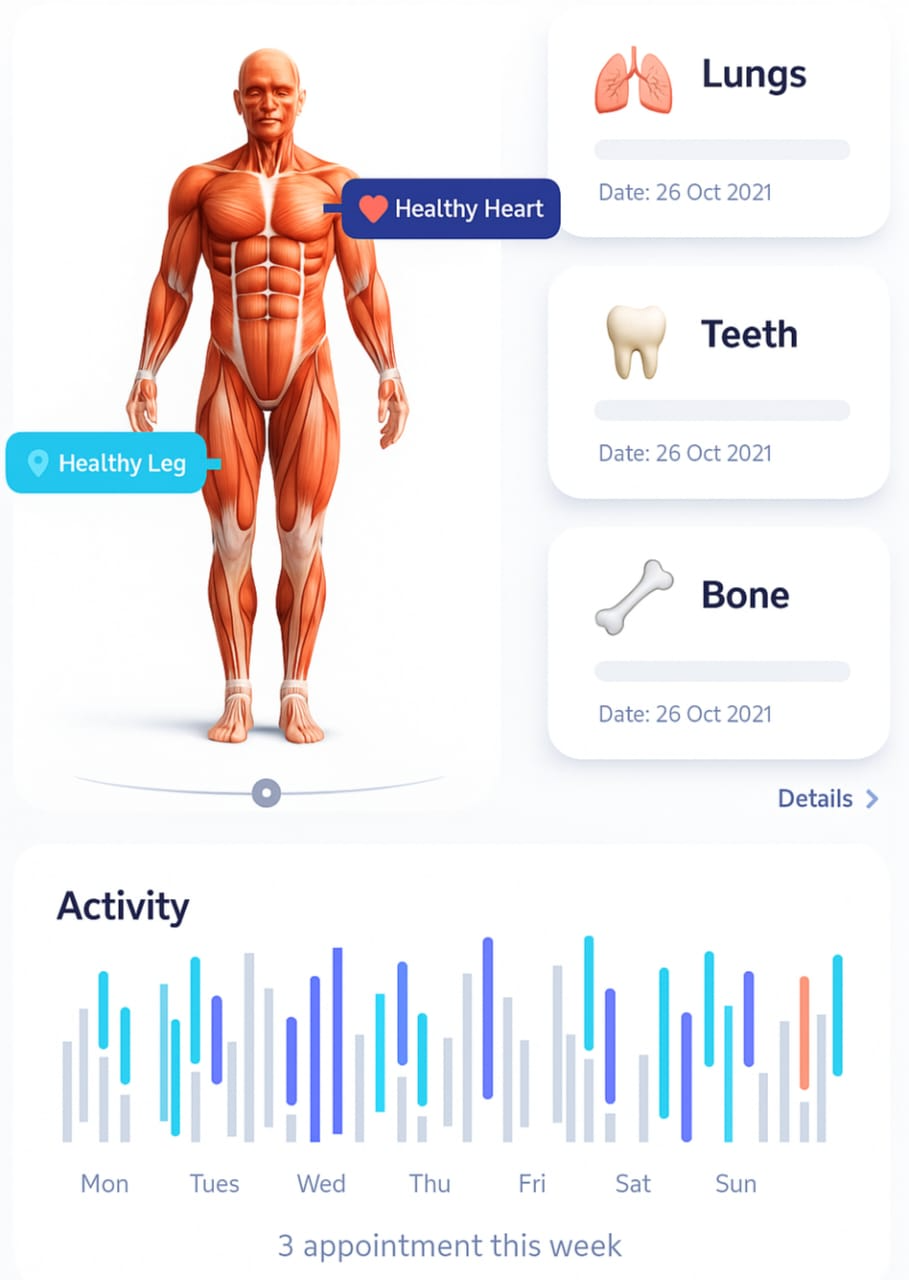 Healthy Heart
Healthy Leg
Lungs
Date: 26 Oct 2021
Teeth
Date: 26 Oct 2021
Bone
Date: 26 Oct 2021
Details
Activity
Mon Tues Wed Thu Fri Sat Sun
3 appointment this week